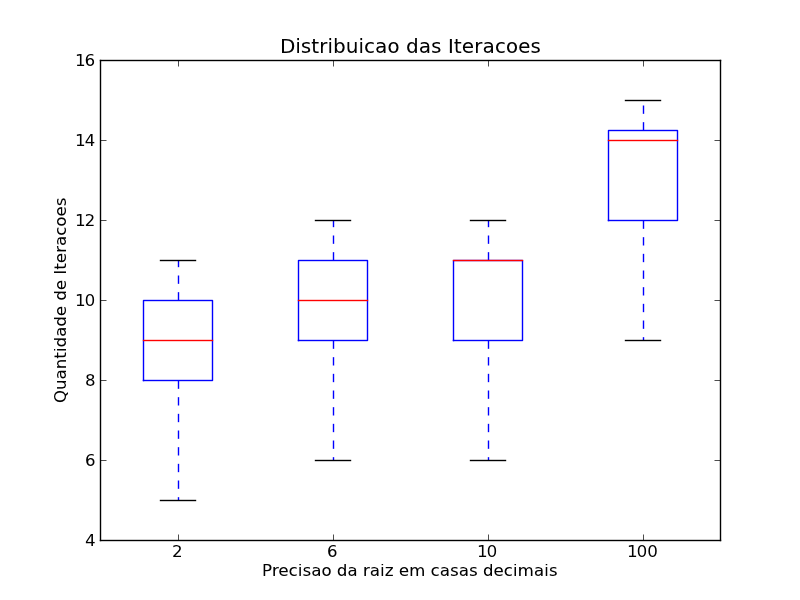 Distribuicao das Iteracoes
16
14
12
10
8
6
4
Quantidade de Iteracoes
2 6 10 100
Precisao da raiz em casas decimais